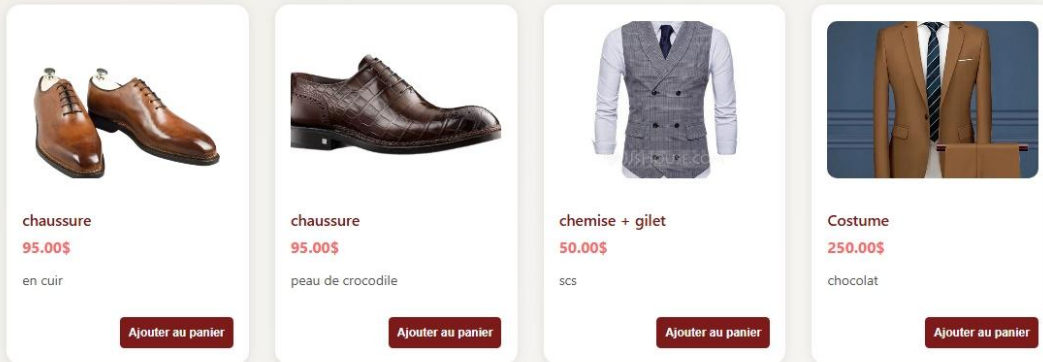 chaussure
95.00$
en cuir
Ajouter au panier
chaussure
95.00$
peau de crocodile
Ajouter au panier
chemise + gilet
50.00$
scs
Ajouter au panier
Costume
250.00$
chocolat
Ajouter au panier